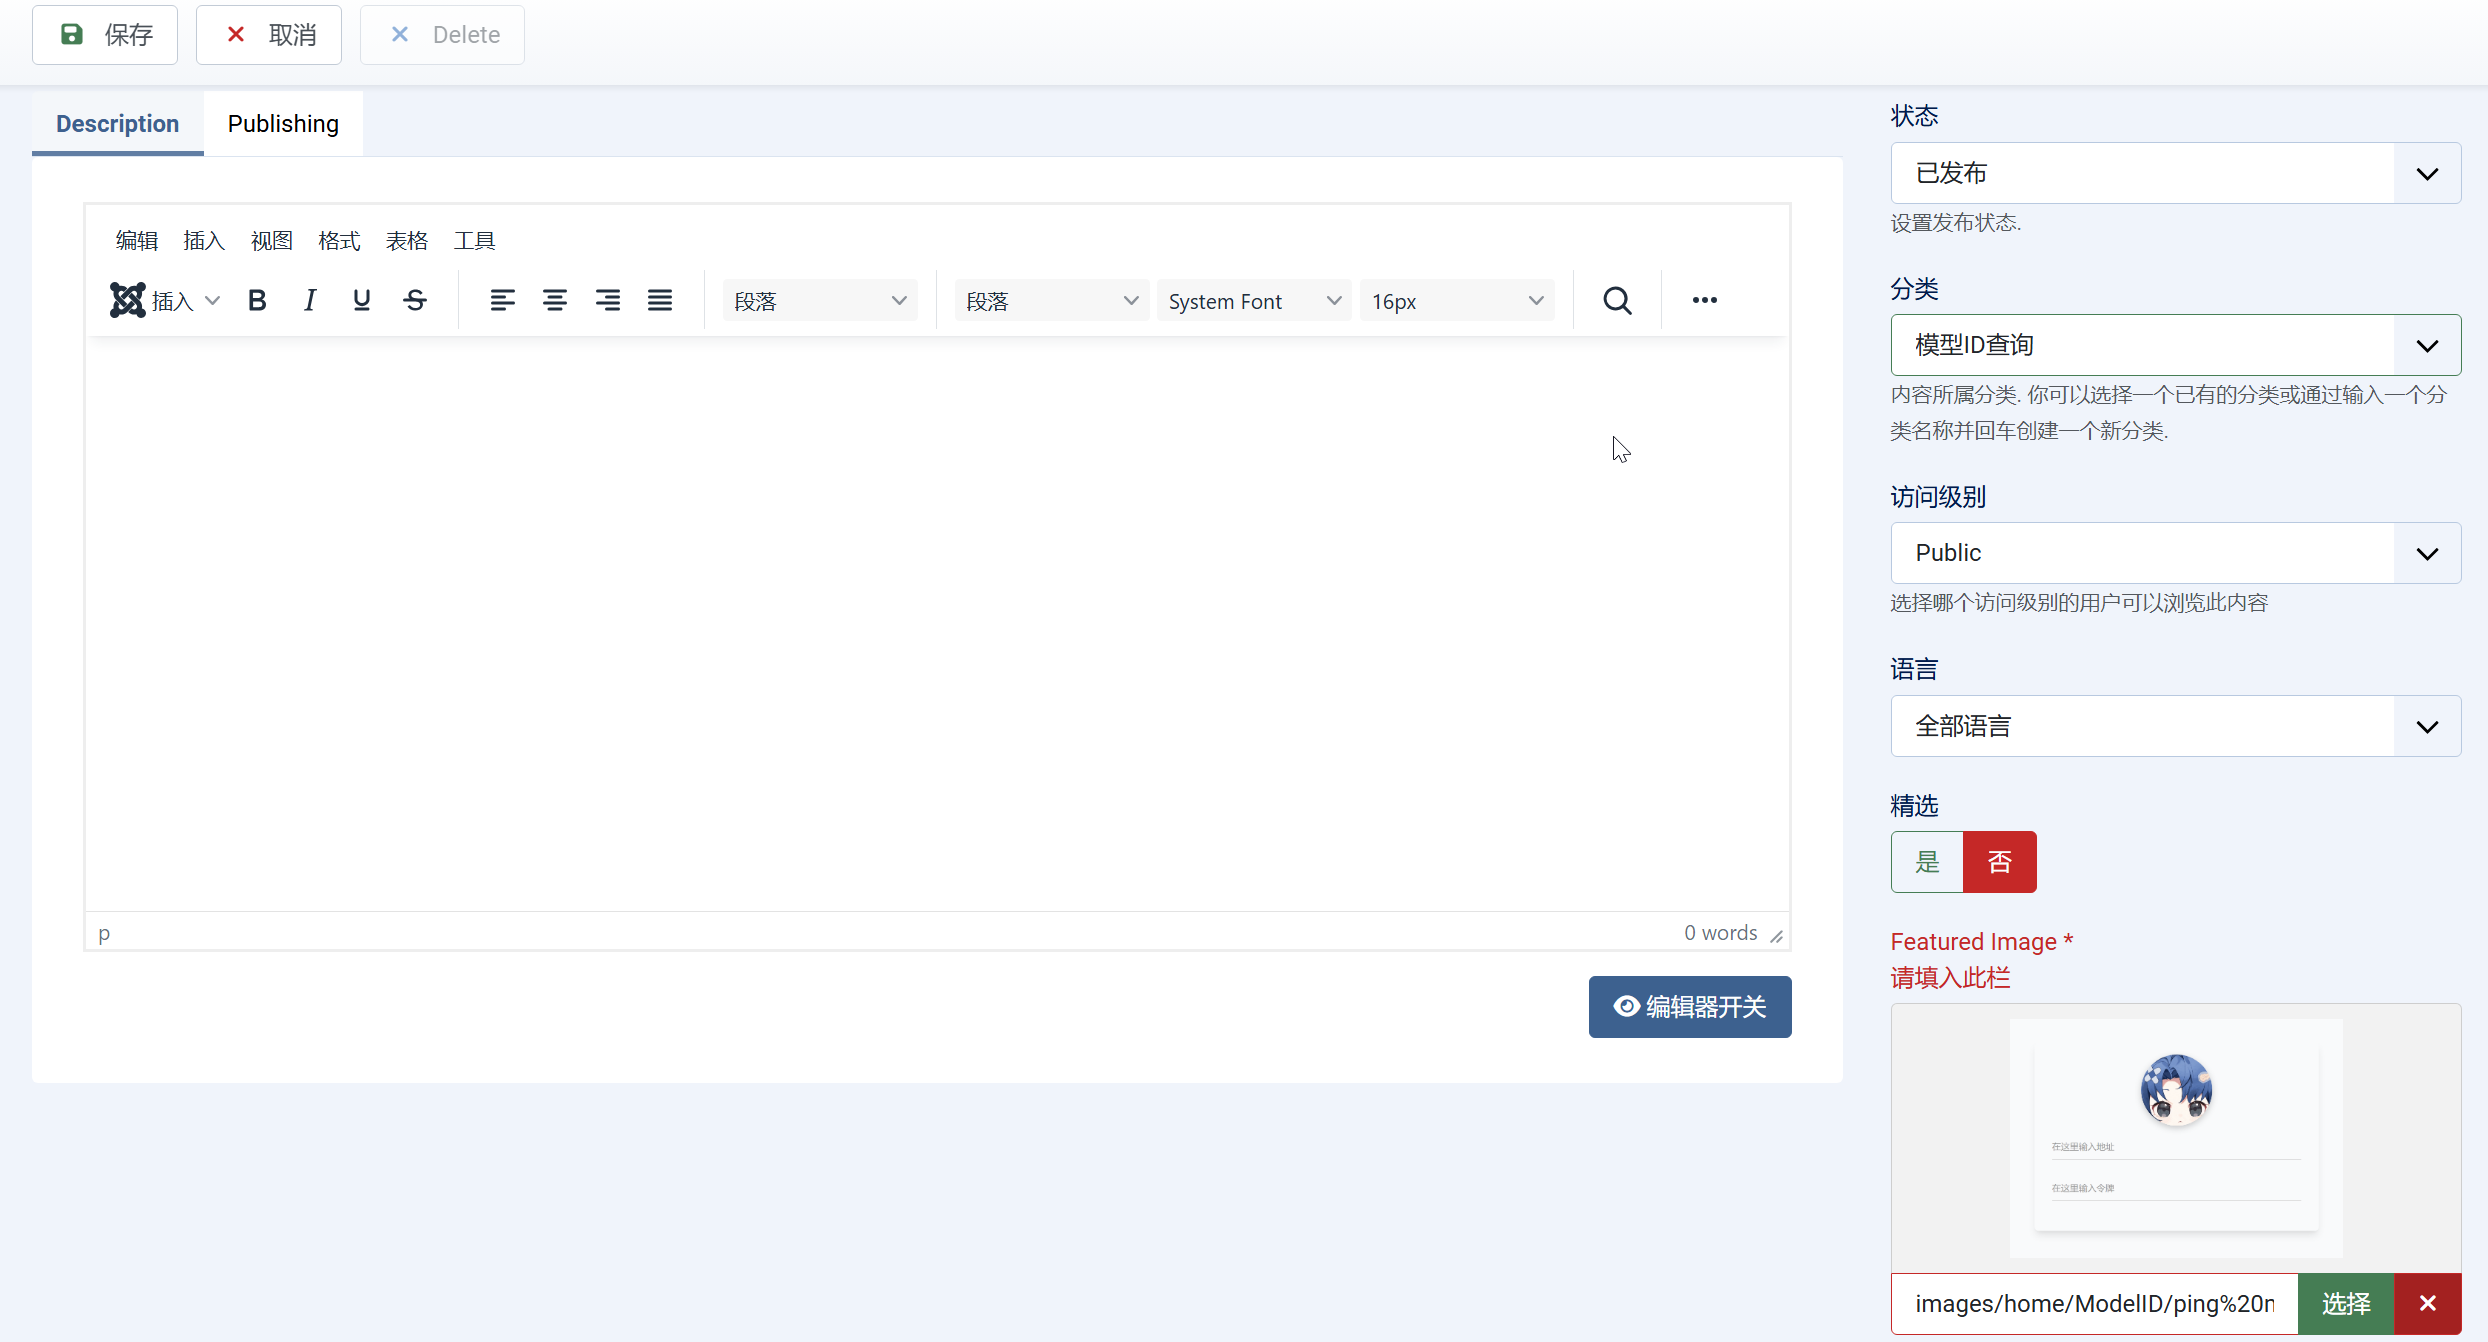 保存
取消
Delete
Description
Publishing
编辑 插入 视图 格式 表格 工具
插入 B I U S 段落 段落 System Font 16px
p
0 words
编辑器开关
状态
已发布
设置发布状态.
分类
模型ID查询
内容所属分类. 你可以选择一个已有的分类或通过输入一个分
类名称并回车创建一个新分类.
访问级别
Public
选择哪个访问级别的用户可以浏览此内容
语言
全部语言
精选
是 否
Featured Image *
请填入此栏
在这里输入地址
在这里输入令牌
images/home/ModelID/ping%20n
选择